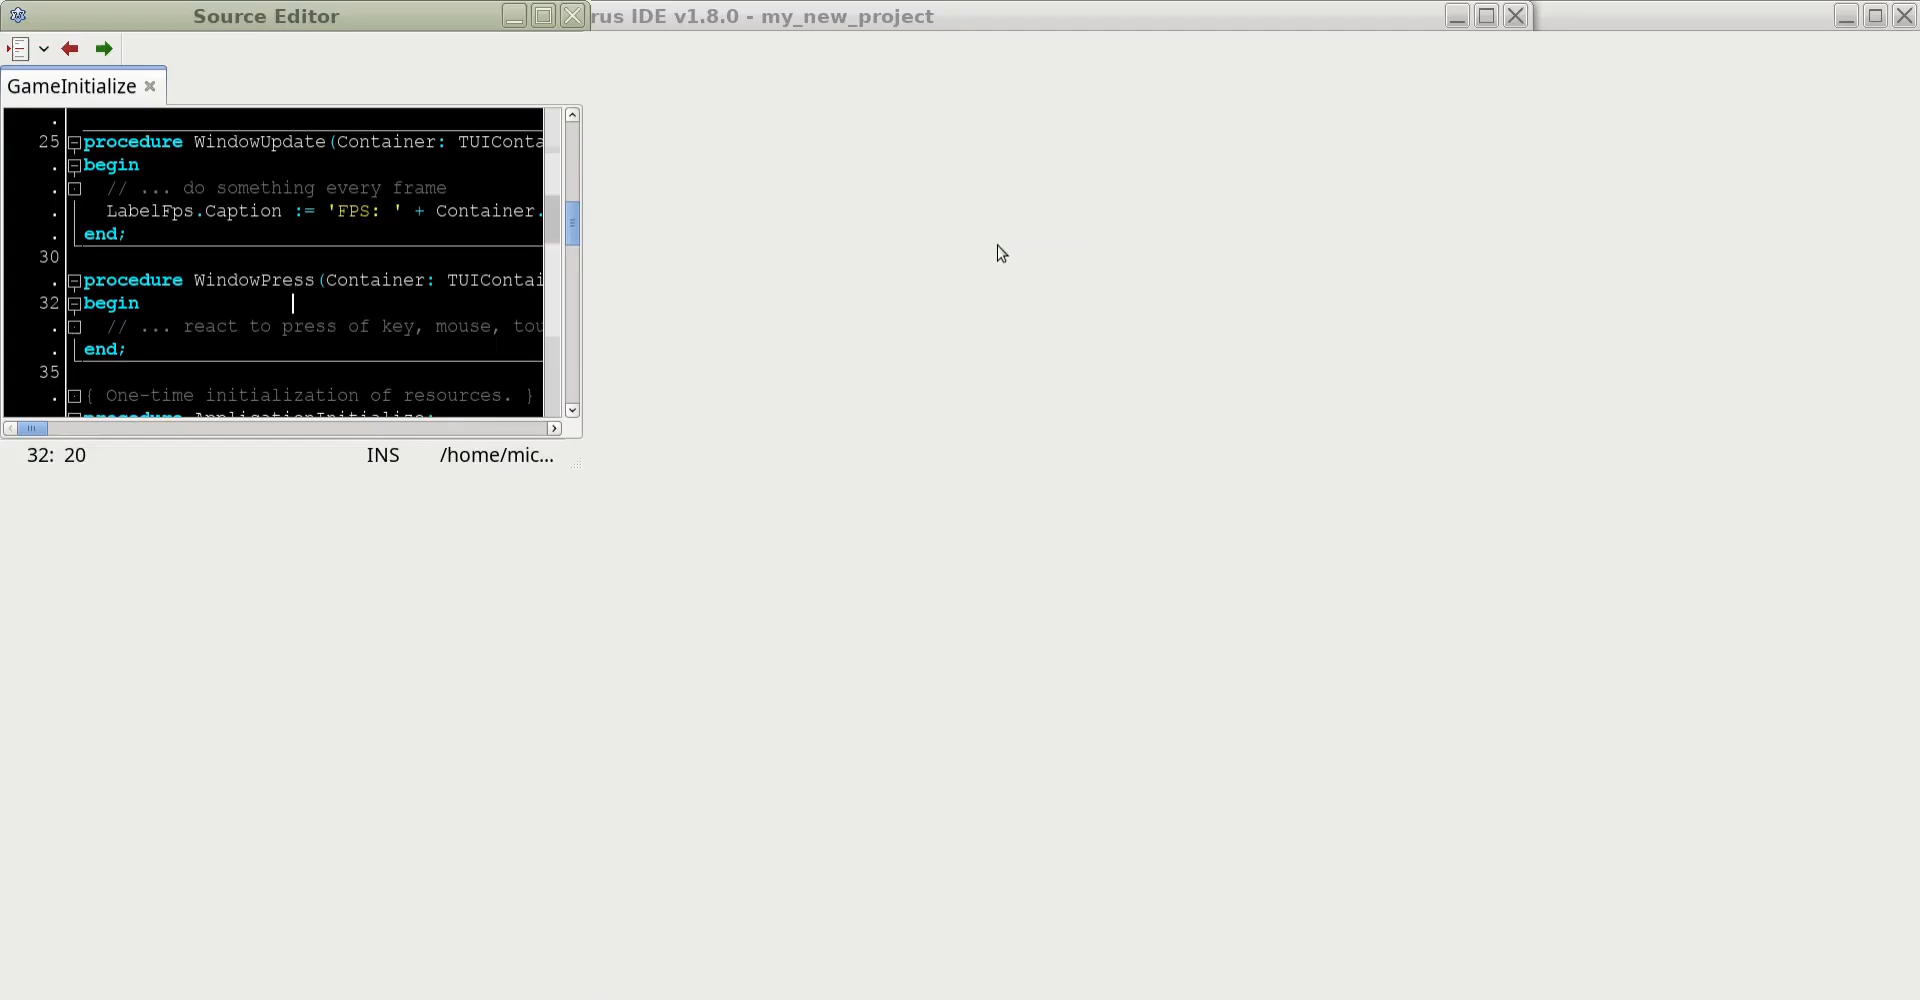 Source Editor
rus IDE v1.8.0 - my_new_project
GameInitialize
.
25 procedure WindowUpdate(Container: TUIConta
. begin
. // ... do something every frame
. LabelFps.Caption := 'FPS: ' + Container.
. end;
30
. procedure WindowPress(Container: TUIContai
32 begin
. // ... react to press of key, mouse, tou
. end;
35
. { One-time initialization of resources. }
procedure ApplicationInitialize;
32: 20 INS /home/mic...